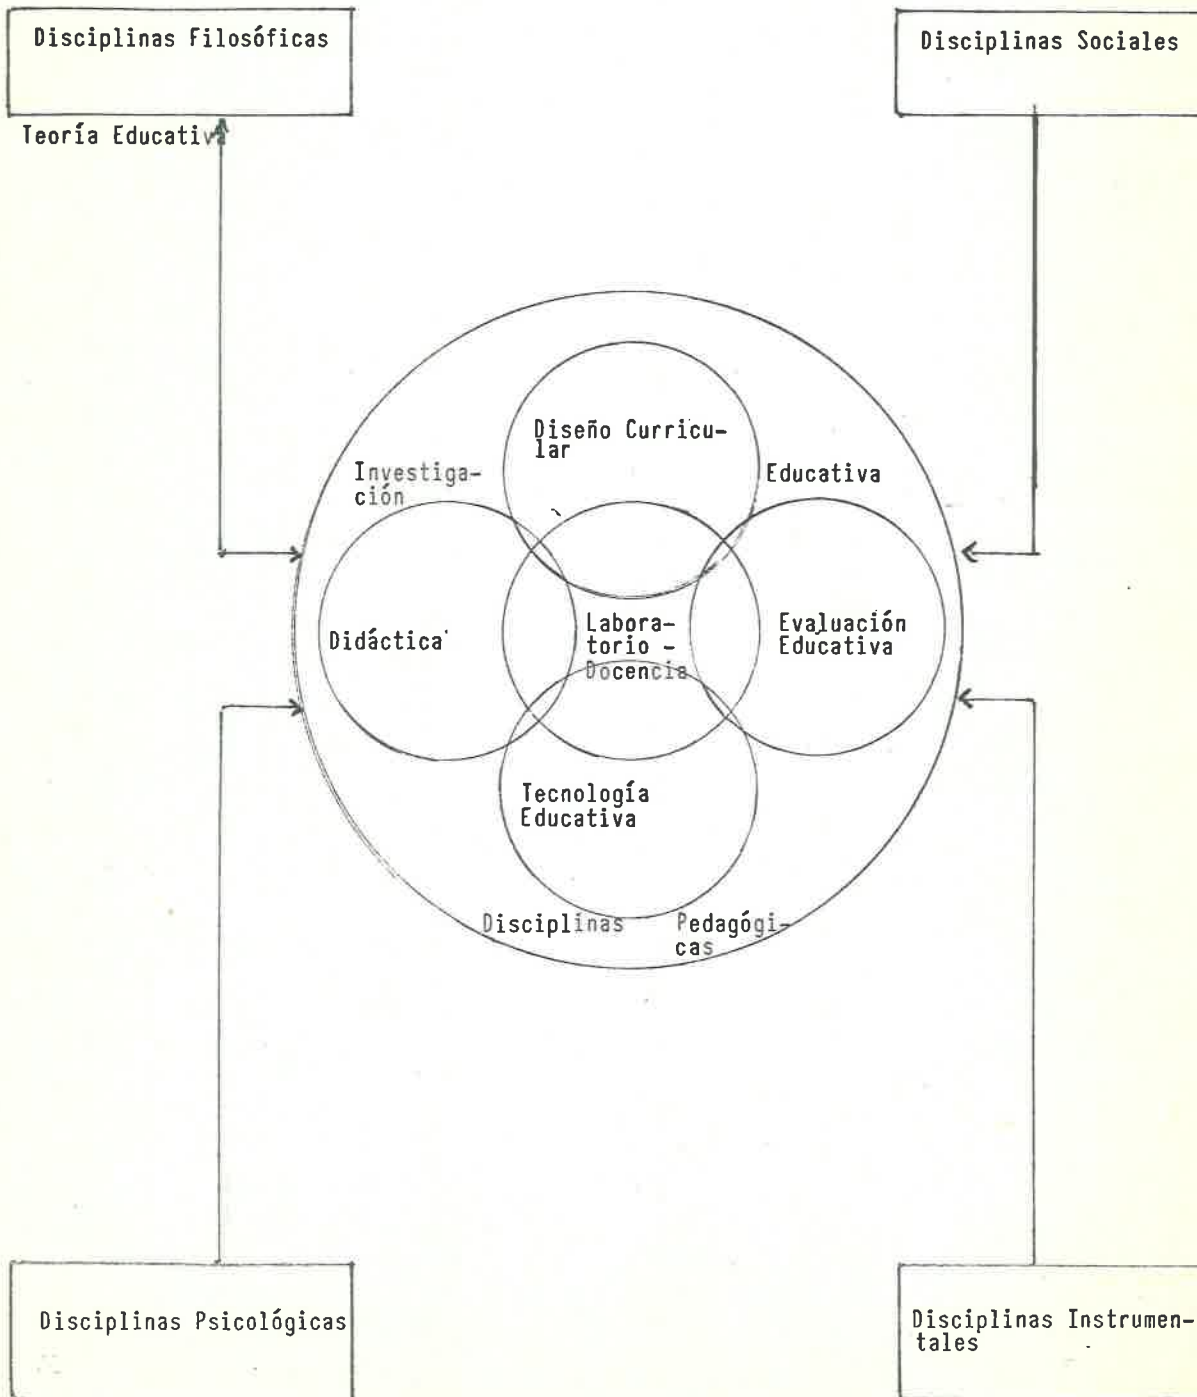 Disciplinas Filosóficas
Disciplinas Sociales
Teoría Educativa
Diseño Curricu-
lar
Investiga-
ción
Educativa
Didáctica
Labora-
torio -
Docencia
Evaluación
Educativa
Tecnología
Educativa
Disciplinas
Pedagógi-
cas
Disciplinas Psicológicas
Disciplinas Instrumen-
tales